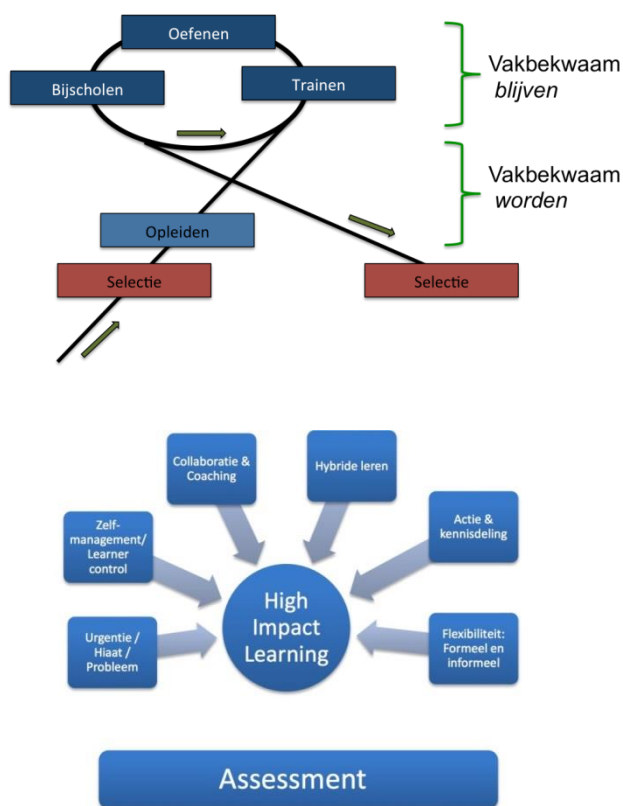 Oefenen
Bijscholen
Trainen
Vakbekwaam
blijven
Vakbekwaam
worden
Opleiden
Selectie
Selectie
Collaboratie &
Coaching
Hybride leren
Zelf-
management/
Learner
control
Actie &
kennisdeling
High
Impact
Learning
Urgentie /
Hiaat /
Probleem
Flexibiliteit:
Formeel en
informeel
Assessment